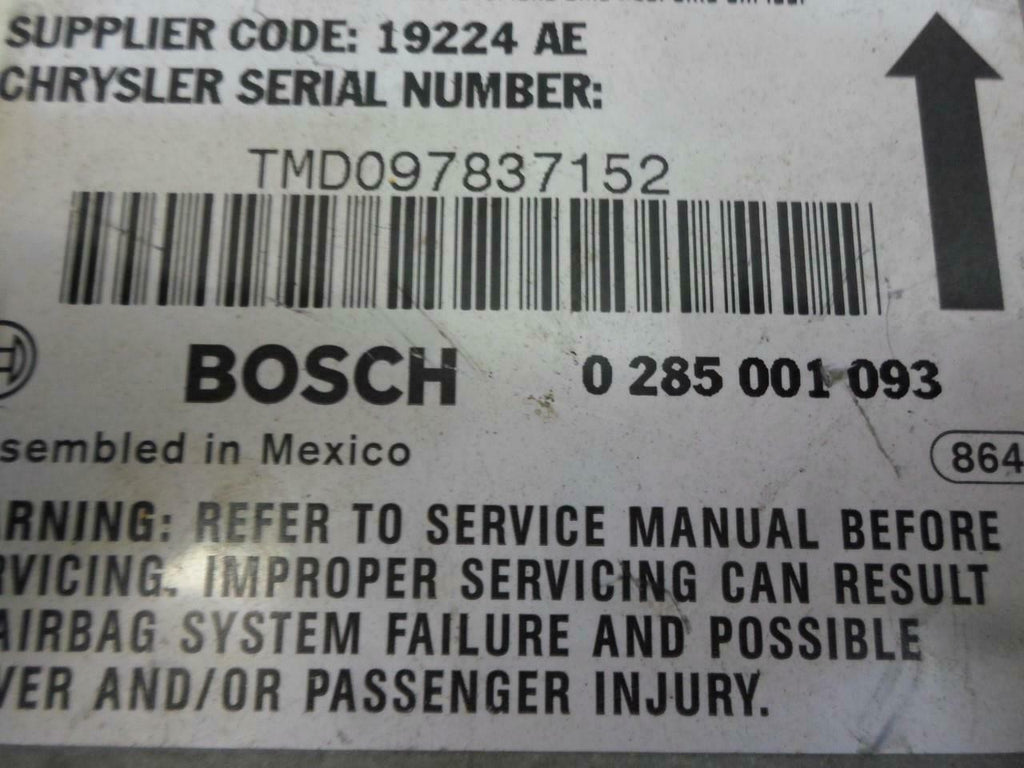 SUPPLIER CODE: 19224 AE
CHRYSLER SERIAL NUMBER:
TMD097837152
BOSCH 0 285 001 093
sembled in Mexico 864
ARNING: REFER TO SERVICE MANUAL BEFORE
RVICING. IMPROPER SERVICING CAN RESULT
AIRBAG SYSTEM FAILURE AND POSSIBLE
VER AND/OR PASSENGER INJURY.